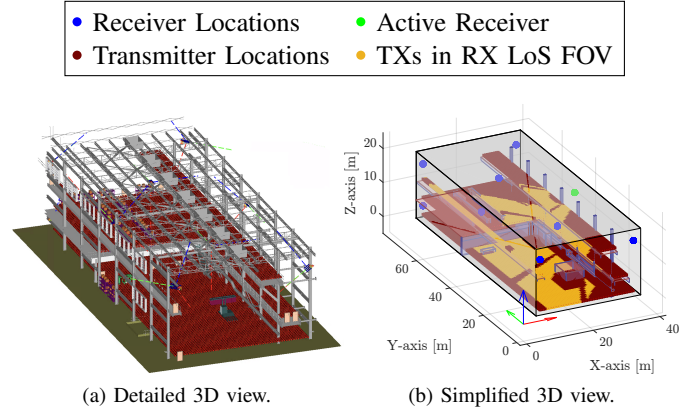 Receiver Locations
Active Receiver
Transmitter Locations
TXs in RX LoS FOV
20
10
0
Z-axis [m]
60
40
20
0
Y-axis [m]
0
20
40
X-axis [m]
(a) Detailed 3D view.
(b) Simplified 3D view.